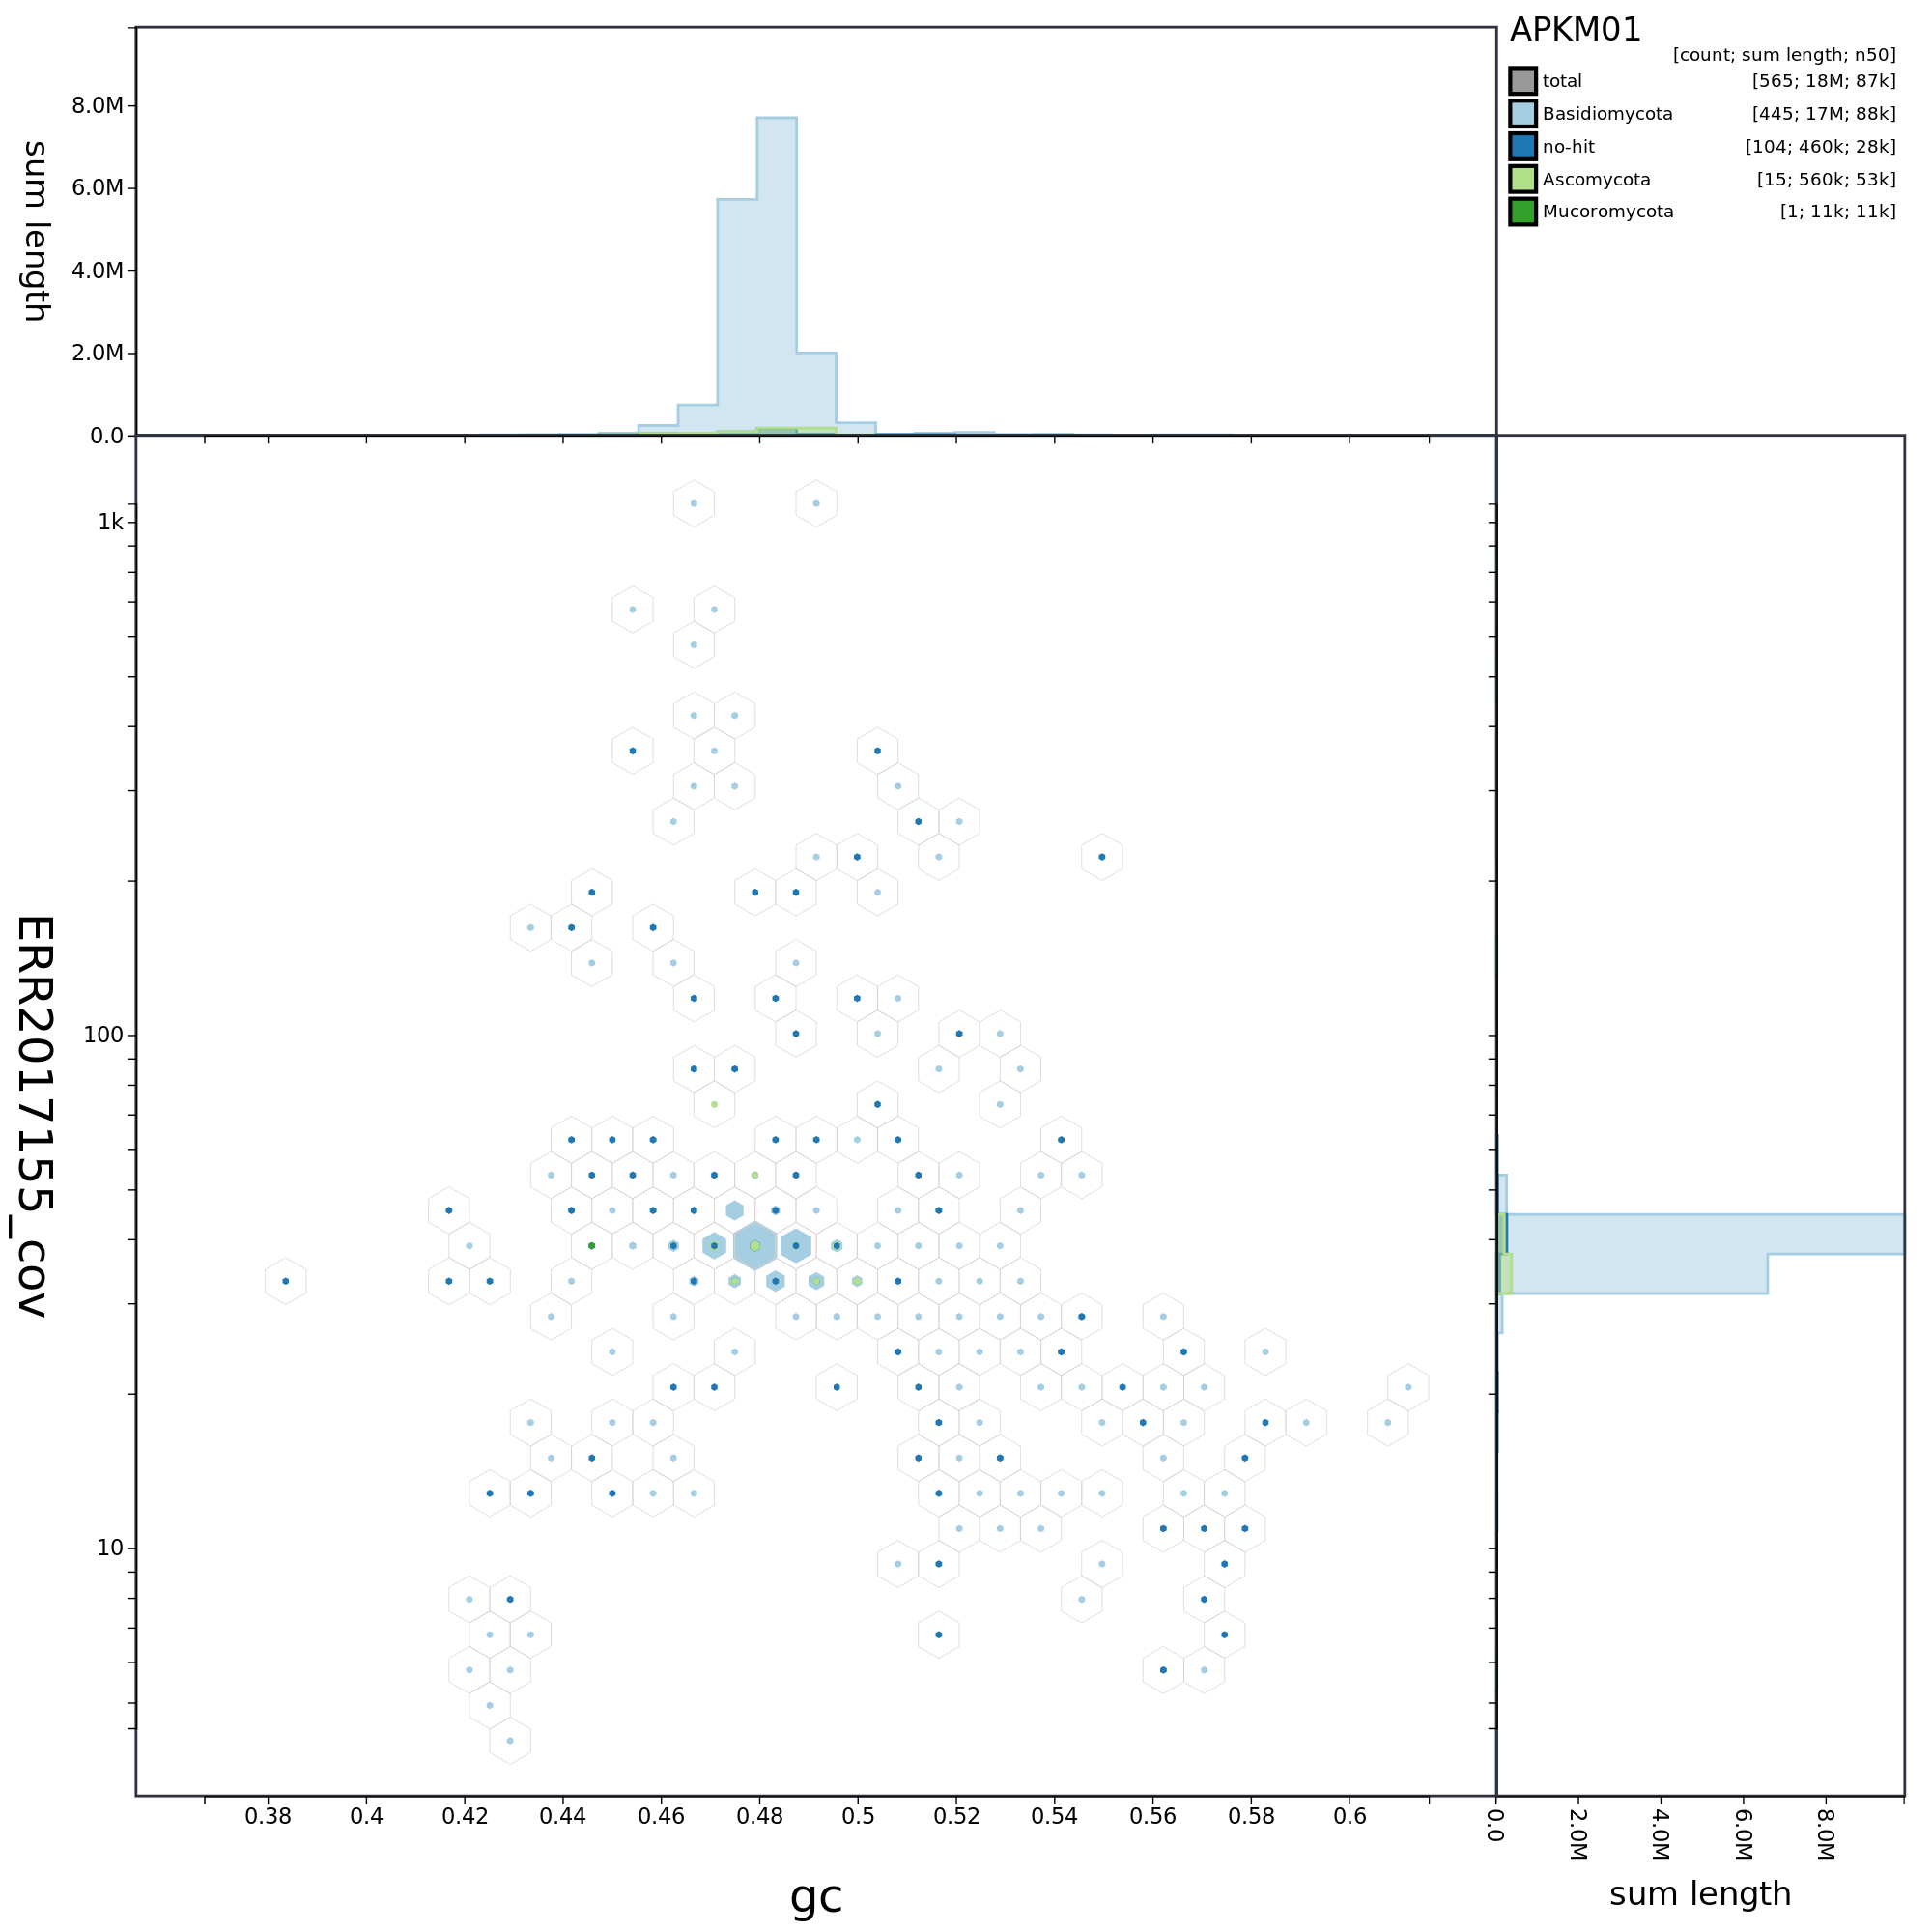 APKM01
[count; sum length; n50]
total [565; 18M; 87k]
Basidiomycota [445; 17M; 88k]
no-hit [104; 460k; 28k]
Ascomycota [15; 560k; 53k]
Mucoromycota [1; 11k; 11k]
sum length
8.0M
6.0M
4.0M
2.0M
0.0
ERR2017155_cov
1k
100
10
0.38 0.4 0.42 0.44 0.46 0.48 0.5 0.52 0.54 0.56 0.58 0.6
gc
0.0 2.0M 4.0M 6.0M 8.0M
sum length